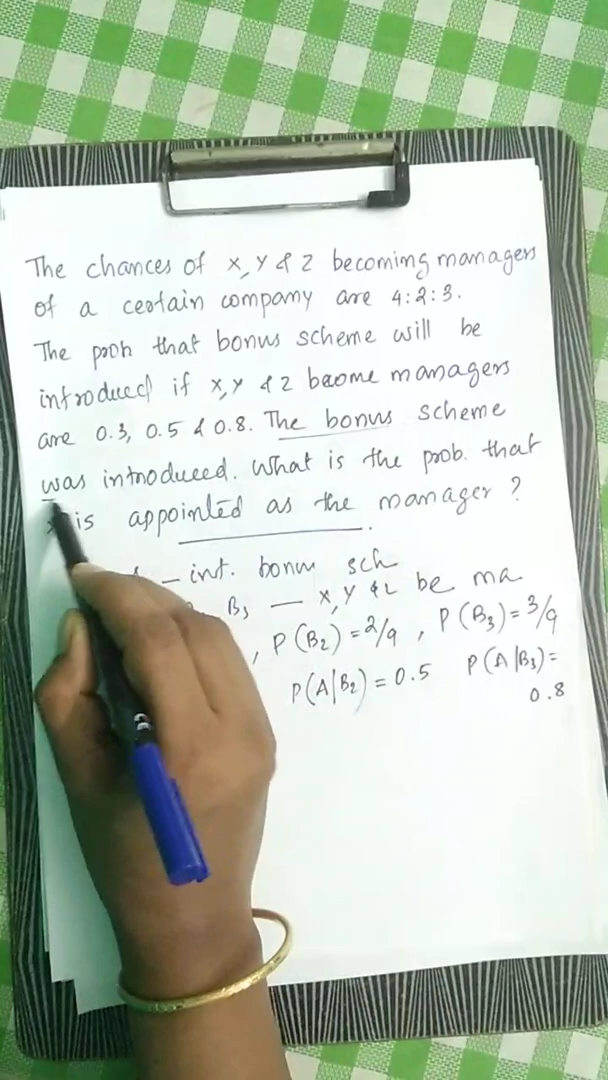 The chances of x, y & z becoming managers
of a certain company are 4:2:3.
The prob that bonus scheme will be
introduced if x, y & z become managers
are 0.3, 0.5 & 0.8. The bonus scheme
was introduced. What is the prob. that
is appointed as the manager ?
– int. bonus sch
B₃ — x, y & z be ma
, P(B₂) = 2/9 , P(B₃) = 3/9
P(A|B₂) = 0.5 P(A|B₃) =
0.8